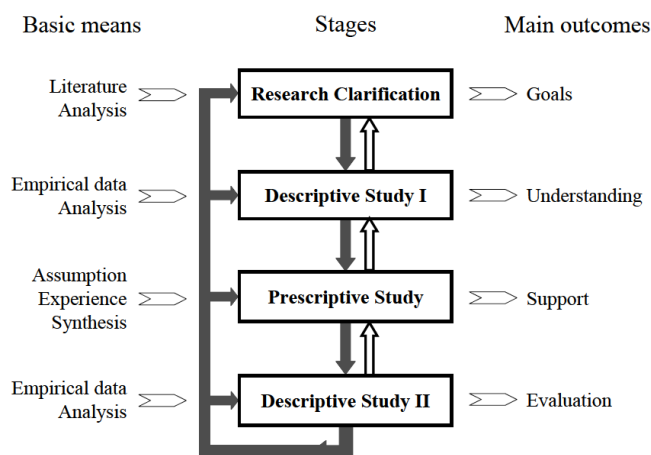 Basic means
Stages
Main outcomes
Literature
Analysis
Research Clarification
Goals
Empirical data
Analysis
Descriptive Study I
Understanding
Assumption
Experience
Synthesis
Prescriptive Study
Support
Empirical data
Analysis
Descriptive Study II
Evaluation